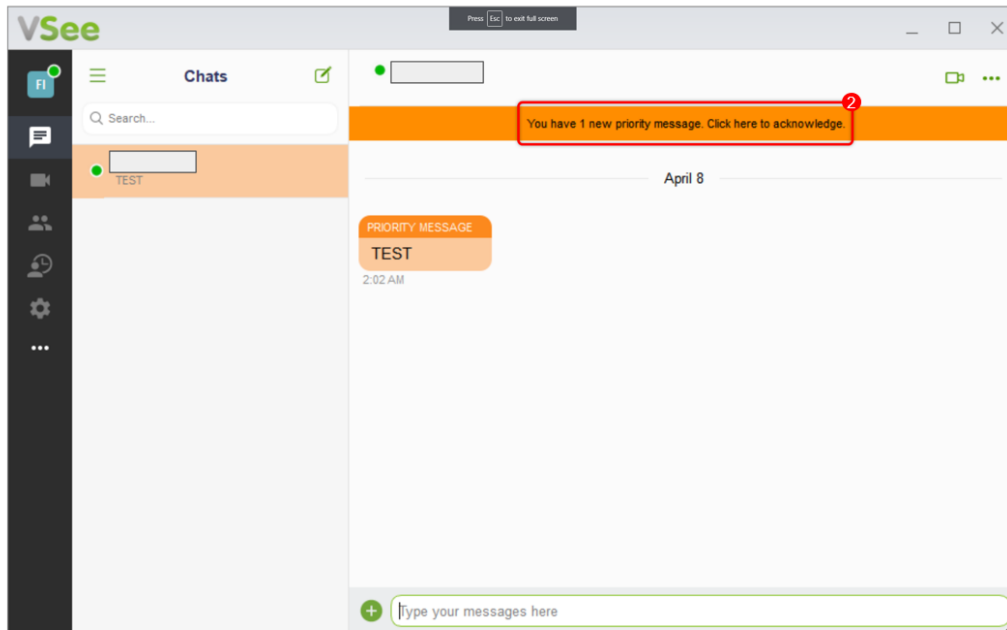 VSee
Press Esc to exit full screen
FI
Chats
Search...
TEST
2
You have 1 new priority message. Click here to acknowledge.
April 8
PRIORITY MESSAGE
TEST
2:02 AM
Type your messages here